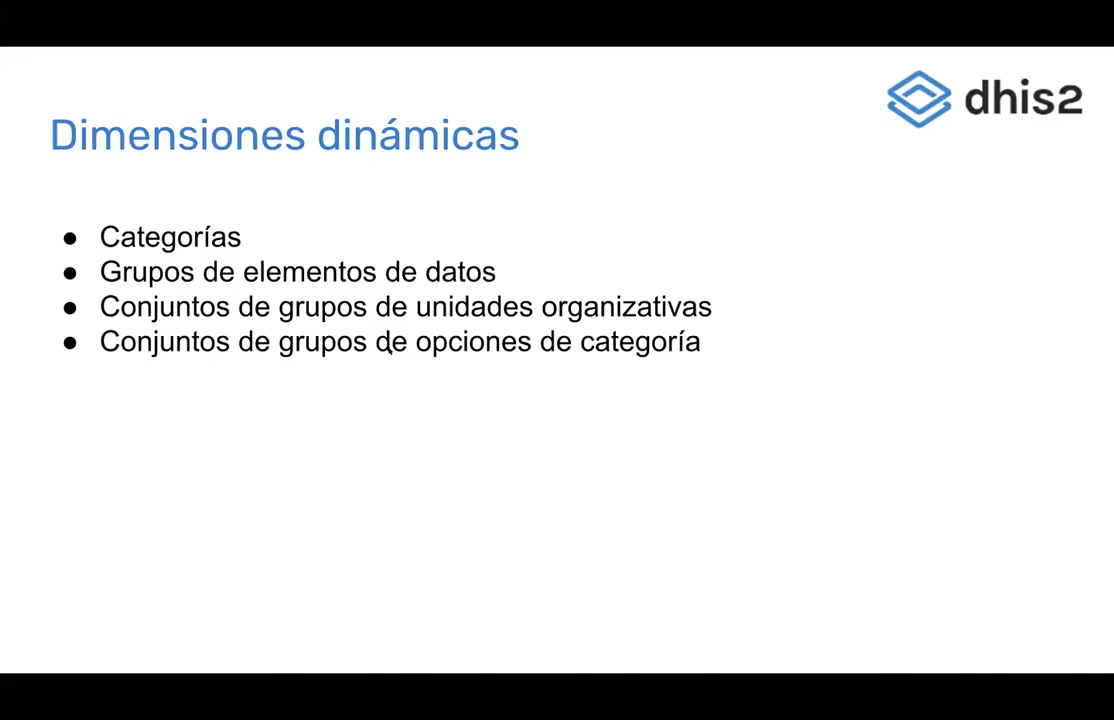 dhis2
Dimensiones dinámicas
● Categorías
● Grupos de elementos de datos
● Conjuntos de grupos de unidades organizativas
● Conjuntos de grupos de opciones de categoría